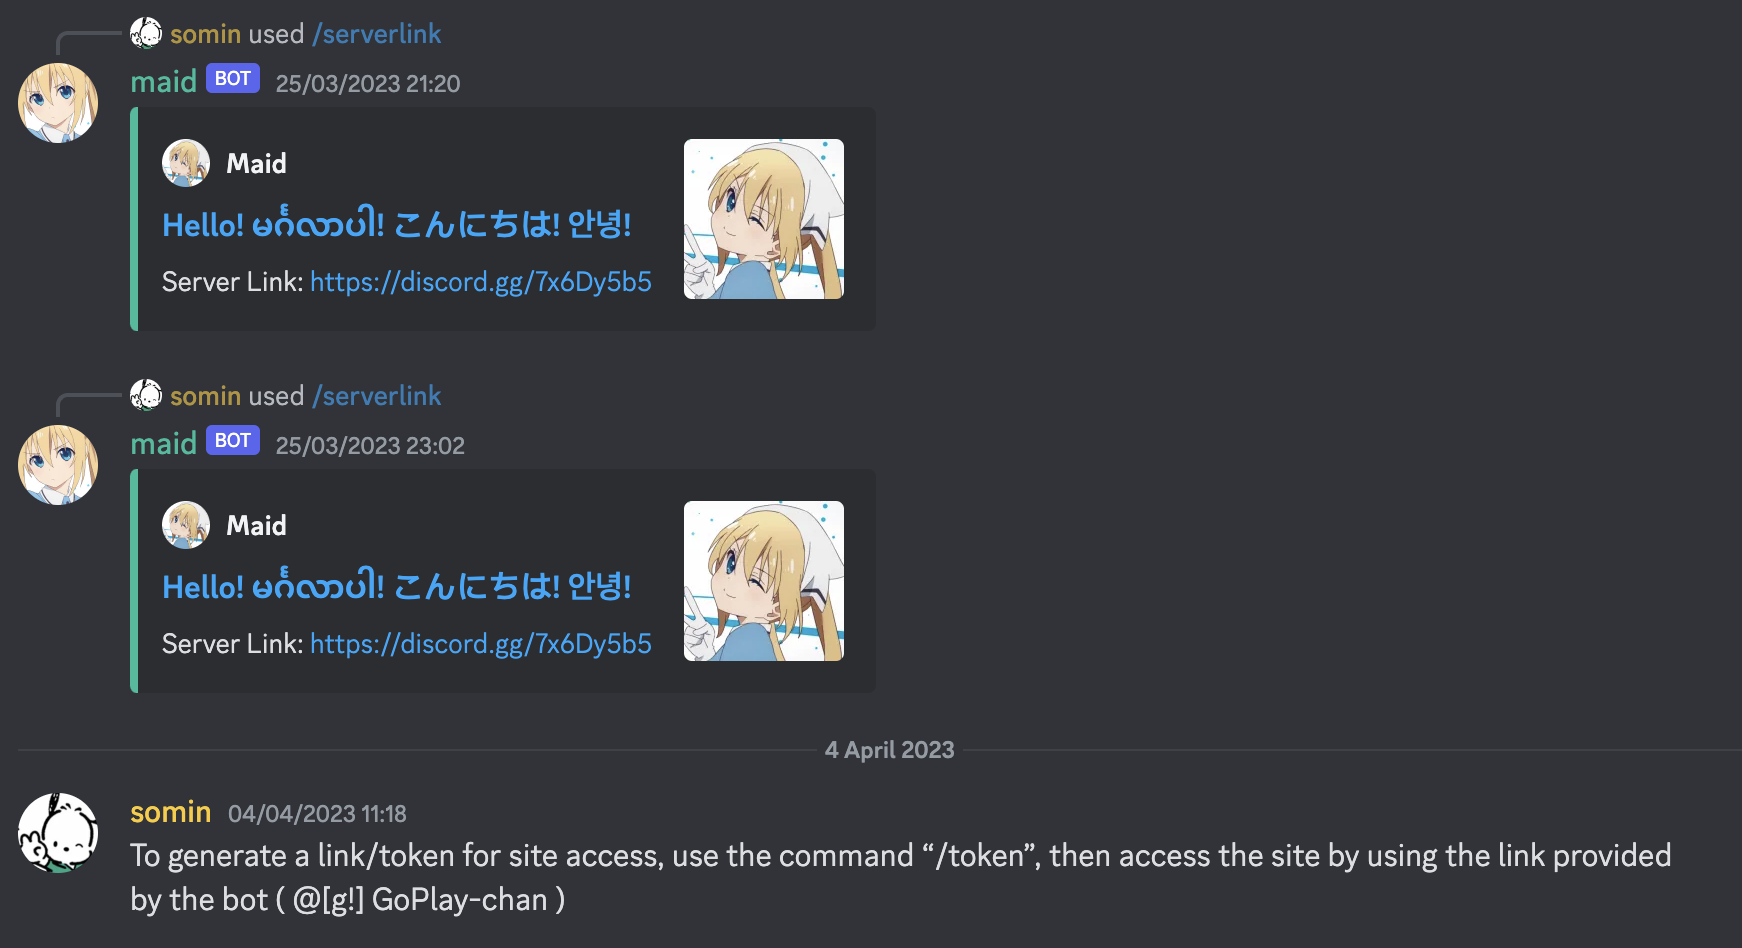 somin used /serverlink
maid BOT 25/03/2023 21:20
Maid
Hello! မင်္ဂလာပါ! こんにちは! 안녕!
Server Link: https://discord.gg/7x6Dy5b5
somin used /serverlink
maid BOT 25/03/2023 23:02
Maid
Hello! မင်္ဂလာပါ! こんにちは! 안녕!
Server Link: https://discord.gg/7x6Dy5b5
4 April 2023
somin 04/04/2023 11:18
To generate a link/token for site access, use the command “/token”, then access the site by using the link provided
by the bot ( @[g!] GoPlay-chan )